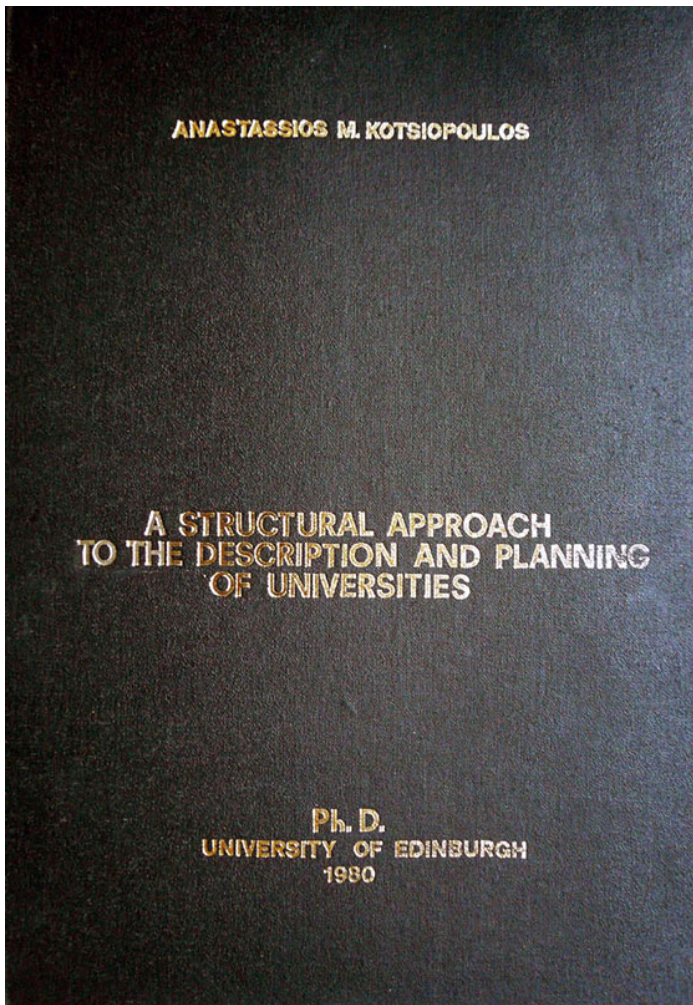 ANASTASSIOS M. KOTSIOPOULOS
A STRUCTURAL APPROACH
TO THE DESCRIPTION AND PLANNING
OF UNIVERSITIES
Ph. D.
UNIVERSITY OF EDINBURGH
1980